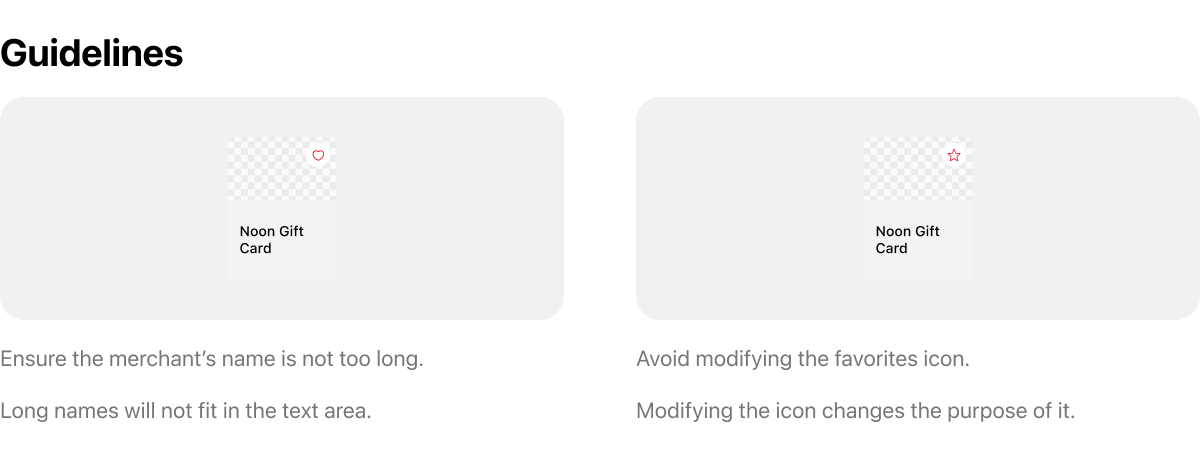 Guidelines
Noon Gift
Card
Ensure the merchant’s name is not too long.
Long names will not fit in the text area.
Noon Gift
Card
Avoid modifying the favorites icon.
Modifying the icon changes the purpose of it.